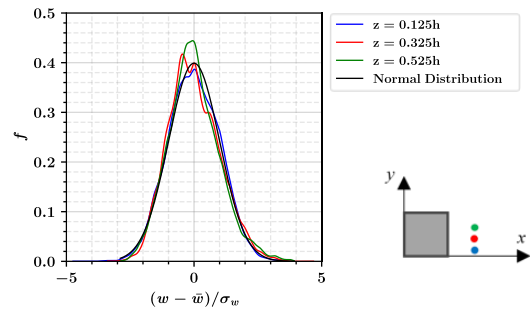 0.5
0.4
0.3
0.2
0.1
0.0
f
−5
0
5
(w − w̄)/σ_w
z = 0.125h
z = 0.325h
z = 0.525h
Normal Distribution
y
x